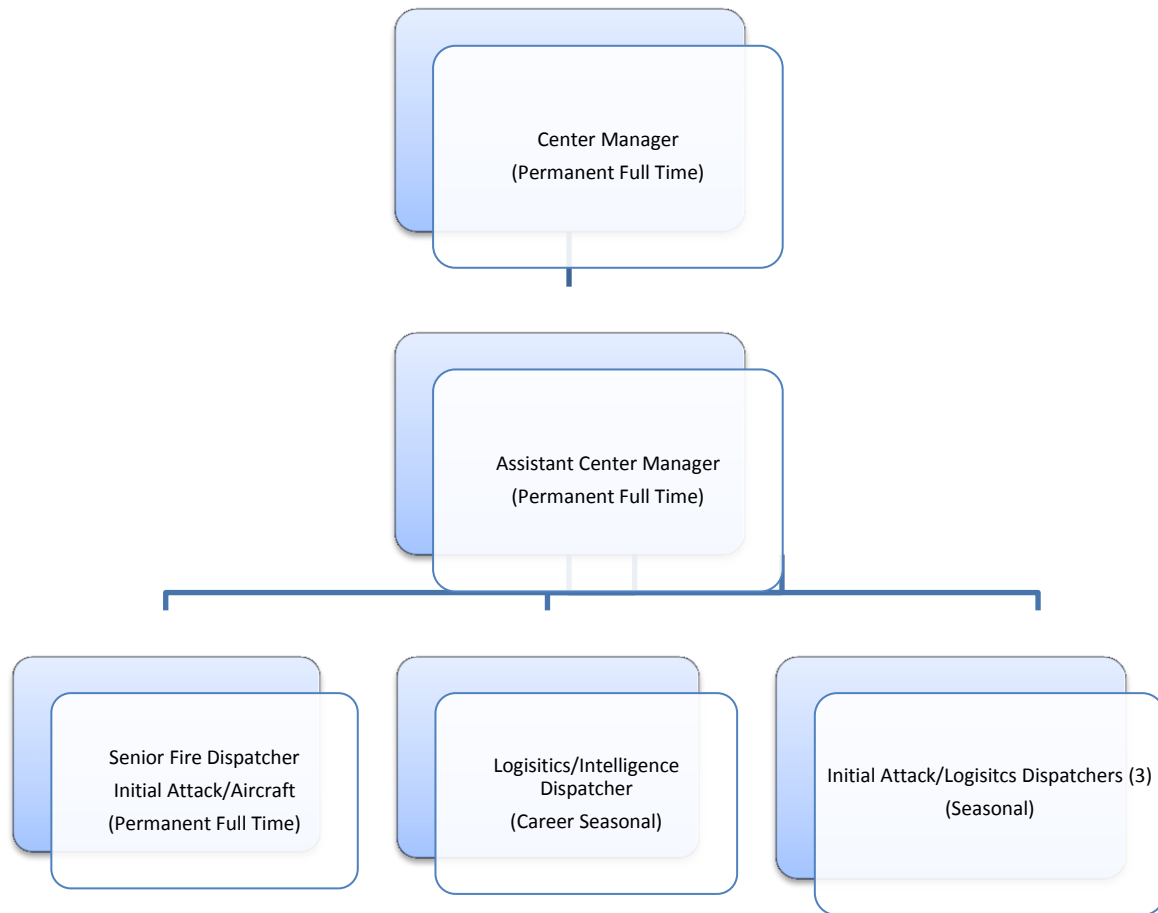 Center Manager
(Permanent Full Time)
Assistant Center Manager
(Permanent Full Time)
Senior Fire Dispatcher
Initial Attack/Aircraft
(Permanent Full Time)
Logisitics/Intelligence
Dispatcher
(Career Seasonal)
Initial Attack/Logisitcs Dispatchers (3)
(Seasonal)